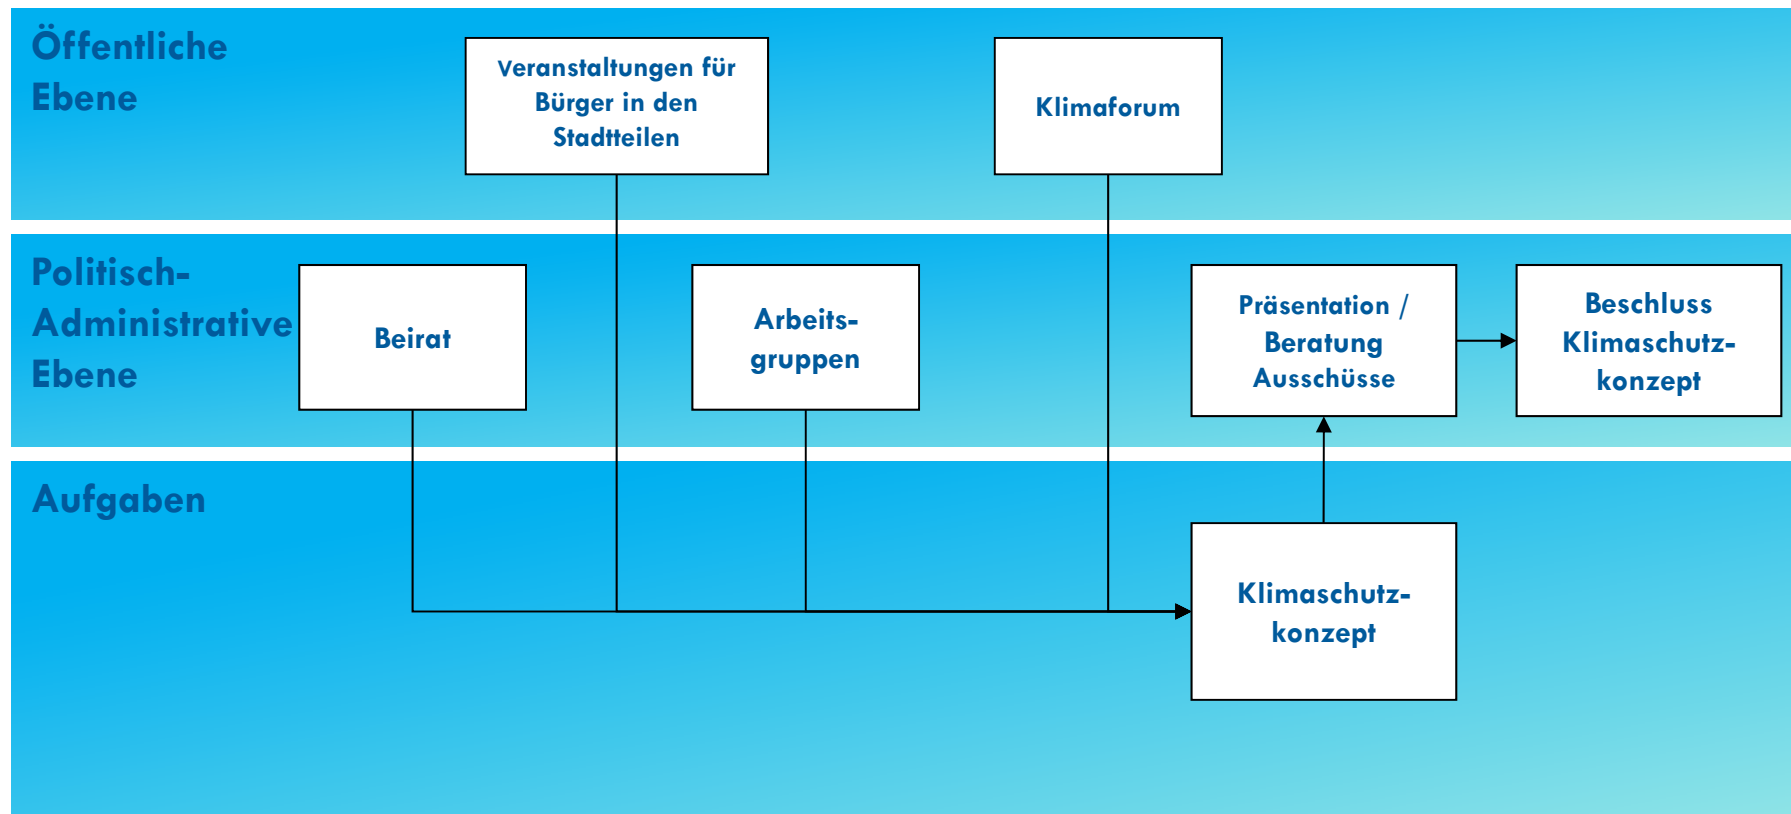 Öffentliche
Ebene
Veranstaltungen für
Bürger in den
Stadtteilen
Klimaforum
Politisch-
Administrative
Ebene
Beirat
Arbeits-
gruppen
Präsentation /
Beratung
Ausschüsse
Beschluss
Klimaschutz-
konzept
Aufgaben
Klimaschutz-
konzept